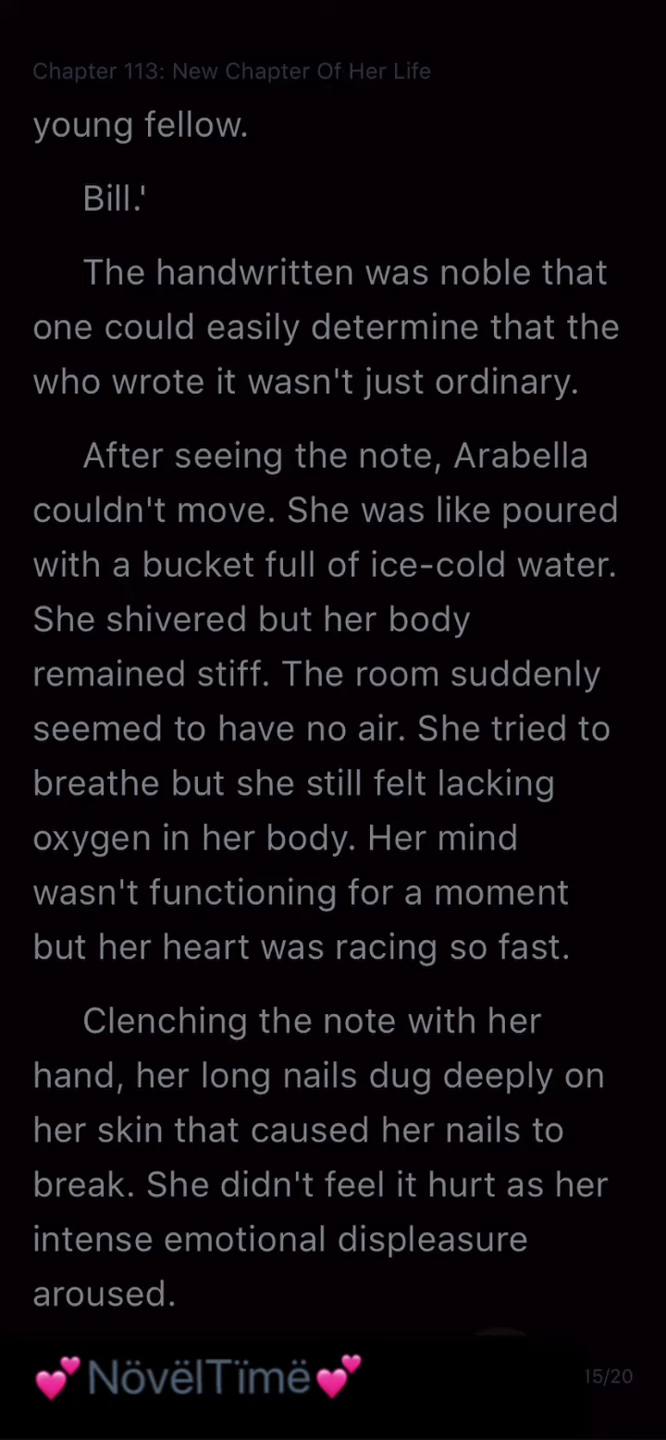 Chapter 113: New Chapter Of Her Life
young fellow.
Bill.'
The handwritten was noble that
one could easily determine that the
who wrote it wasn't just ordinary.
After seeing the note, Arabella
couldn't move. She was like poured
with a bucket full of ice-cold water.
She shivered but her body
remained stiff. The room suddenly
seemed to have no air. She tried to
breathe but she still felt lacking
oxygen in her body. Her mind
wasn't functioning for a moment
but her heart was racing so fast.
Clenching the note with her
hand, her long nails dug deeply on
her skin that caused her nails to
break. She didn't feel it hurt as her
intense emotional displeasure
aroused.
💕NövëlTïmë💕
15/20